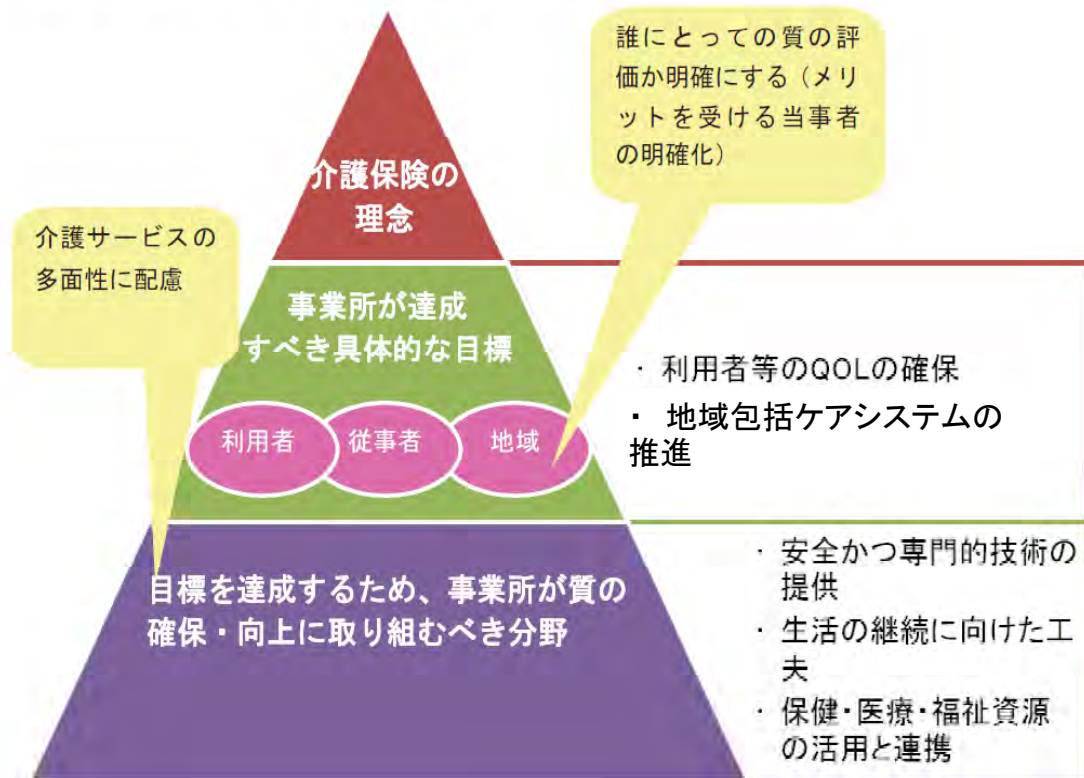 誰にとっての質の評
価か明確にする（メリ
ットを受ける当事者
の明確化）
介護保険の
理念
介護サービスの
多面性に配慮
事業所が達成
すべき具体的な目標
利用者
従事者
地域
・ 利用者等のQOLの確保
・ 地域包括ケアシステムの
推進
目標を達成するため、事業所が質の
確保・向上に取り組むべき分野
・ 安全かつ専門的技術の
提供
・ 生活の継続に向けた工
夫
・ 保健・医療・福祉資源
の活用と連携